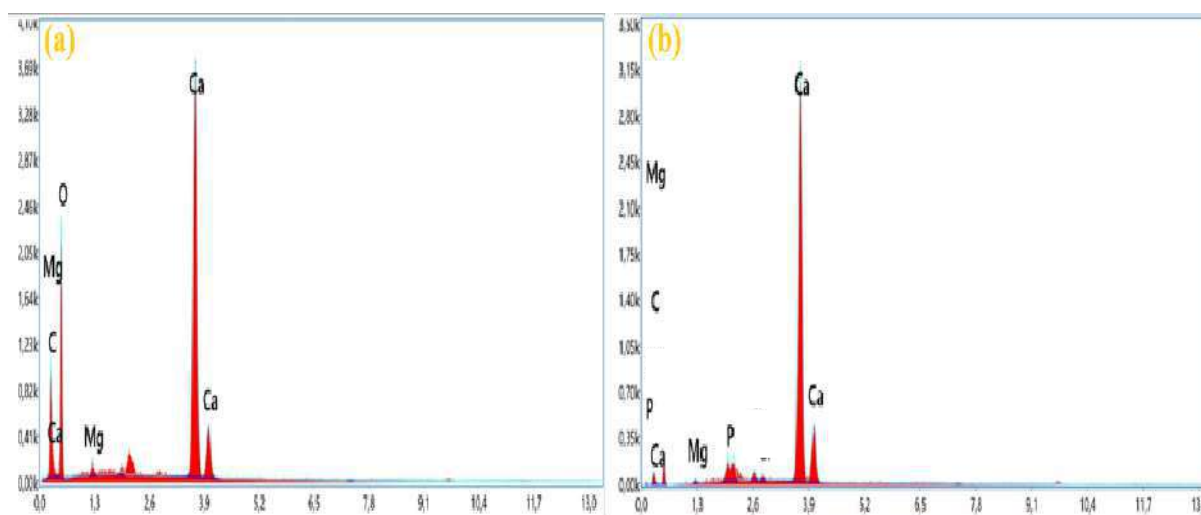 (a)
4,10k
3,69k
3,28k
2,87k
2,46k
2,05k
1,64k
1,23k
0,82k
0,41k
0,00k
Ca
O
Mg
C
Ca
Mg
Ca
0,0 1,3 2,6 3,9 5,2 6,5 7,8 9,1 10,4 11,7 13,0
(b)
3,50k
3,15k
2,80k
2,45k
2,10k
1,75k
1,40k
1,05k
0,70k
0,35k
0,00k
Ca
Mg
C
P
Ca
Mg
P
Ca
0,0 1,3 2,6 3,9 5,2 6,5 7,8 9,1 10,4 11,7